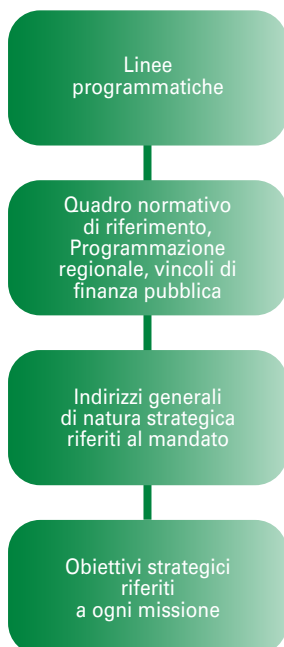 Linee
programmatiche
Quadro normativo
di riferimento,
Programmazione
regionale, vincoli di
finanza pubblica
Indirizzi generali
di natura strategica
riferiti al mandato
Obiettivi strategici
riferiti
a ogni missione